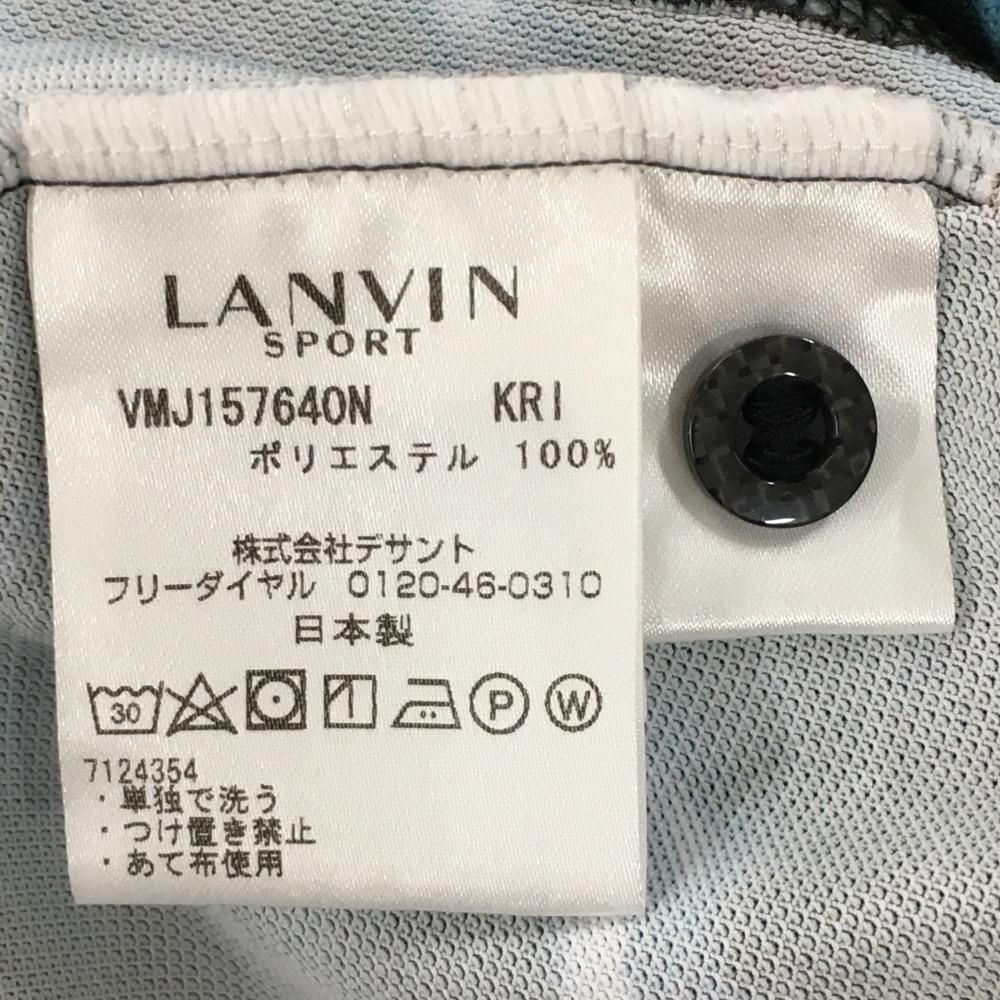 LANVIN
SPORT
VMJ157640N KRI
ポリエステル 100%
株式会社デサント
フリーダイヤル 0120-46-0310
日本製
30 P W
7124354
・単独で洗う
・つけ置き禁止
・あて布使用